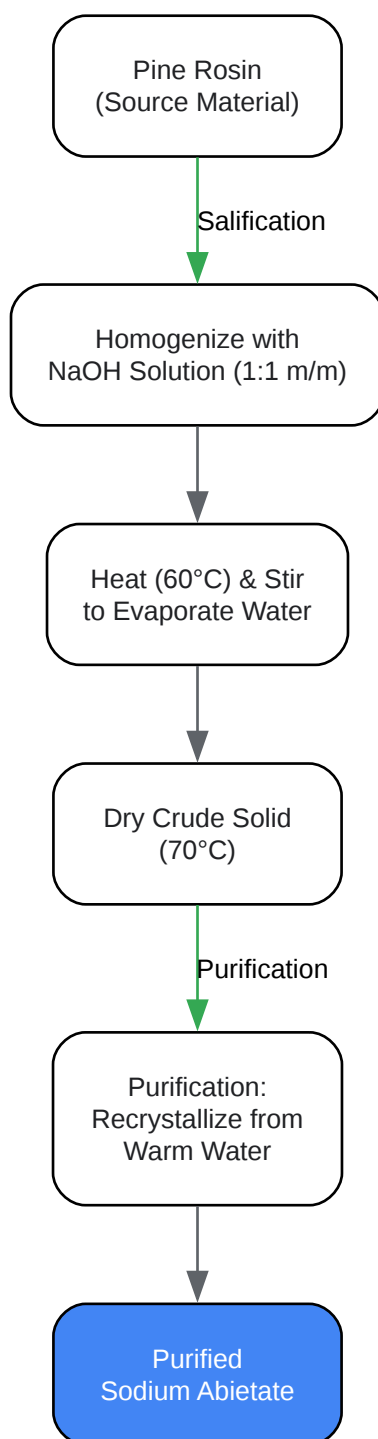 Pine Rosin
(Source Material)
Salification
Homogenize with
NaOH Solution (1:1 m/m)
Heat (60°C) & Stir
to Evaporate Water
Dry Crude Solid
(70°C)
Purification
Purification:
Recrystallize from
Warm Water
Purified
Sodium Abietate